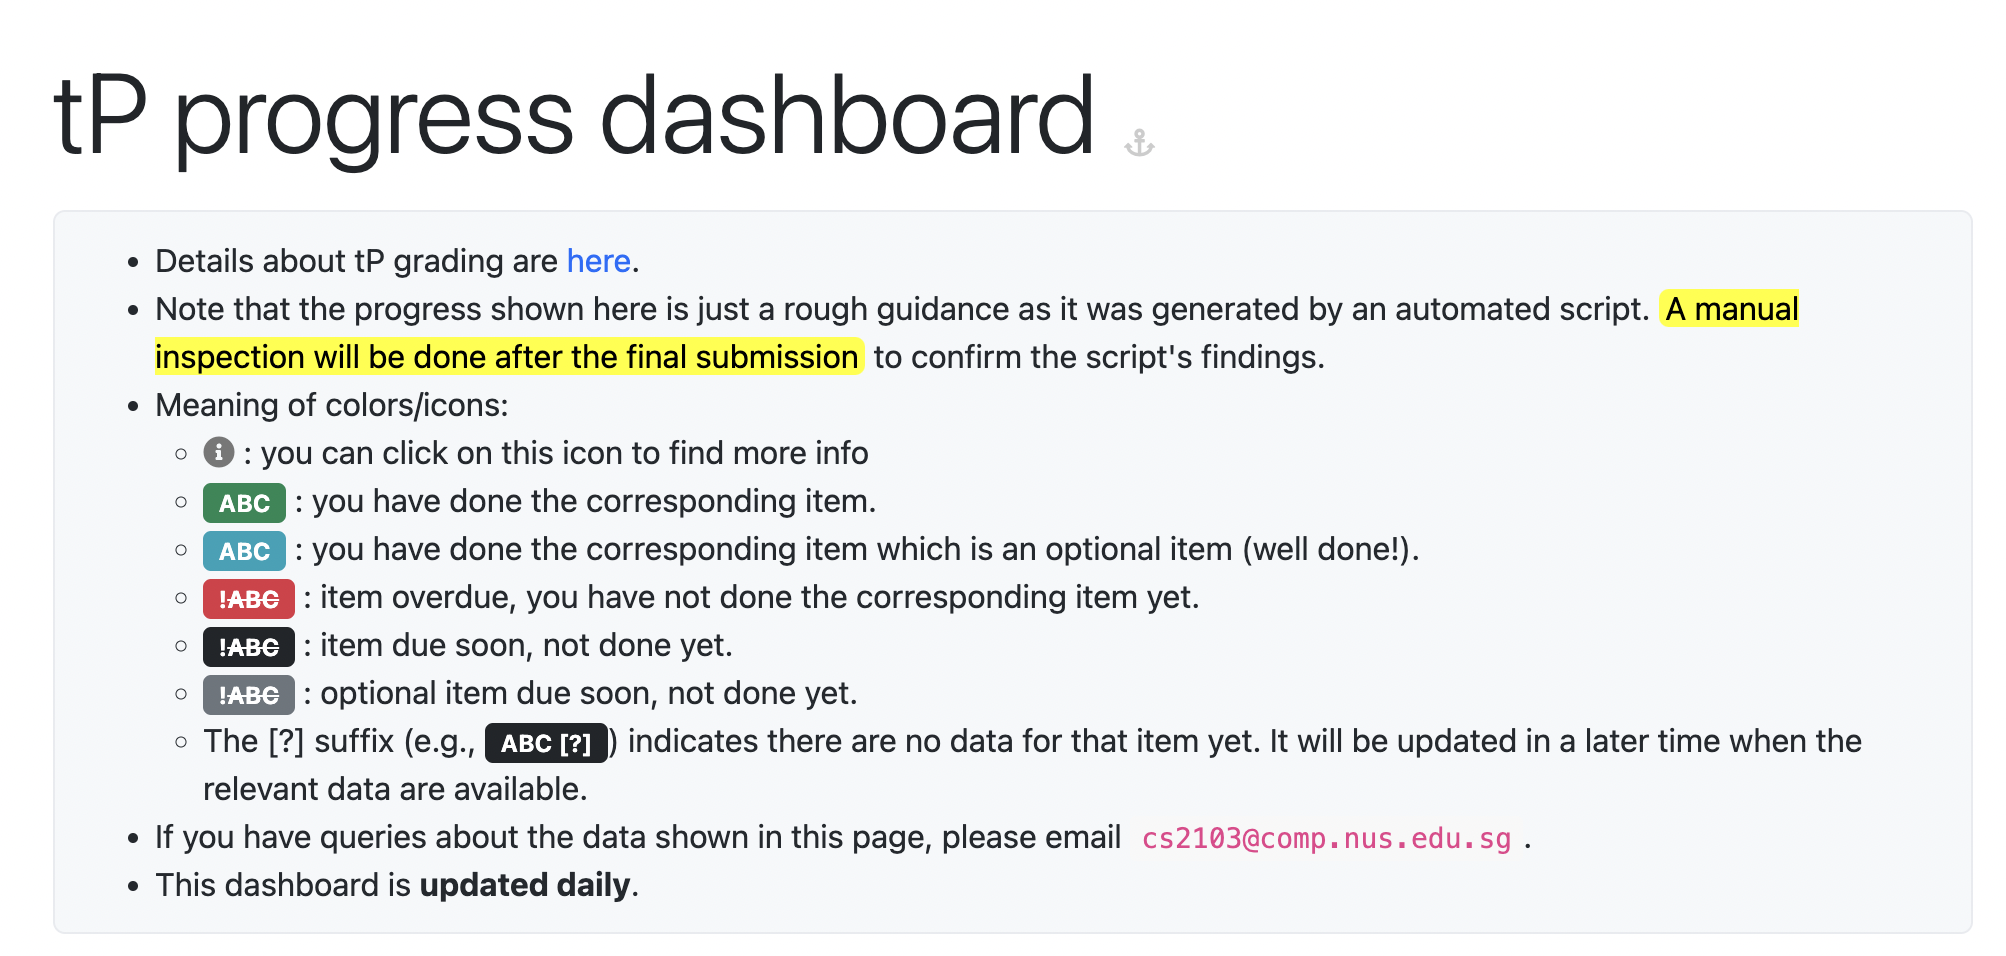 tP progress dashboard
Details about tP grading are here.
Note that the progress shown here is just a rough guidance as it was generated by an automated script. A manual
inspection will be done after the final submission to confirm the script's findings.
Meaning of colors/icons:
: you can click on this icon to find more info
ABC : you have done the corresponding item.
ABC : you have done the corresponding item which is an optional item (well done!).
!ABC : item overdue, you have not done the corresponding item yet.
!ABC : item due soon, not done yet.
!ABC : optional item due soon, not done yet.
The [?] suffix (e.g., ABC [?]) indicates there are no data for that item yet. It will be updated in a later time when the
relevant data are available.
If you have queries about the data shown in this page, please email cs2103@comp.nus.edu.sg .
This dashboard is updated daily.